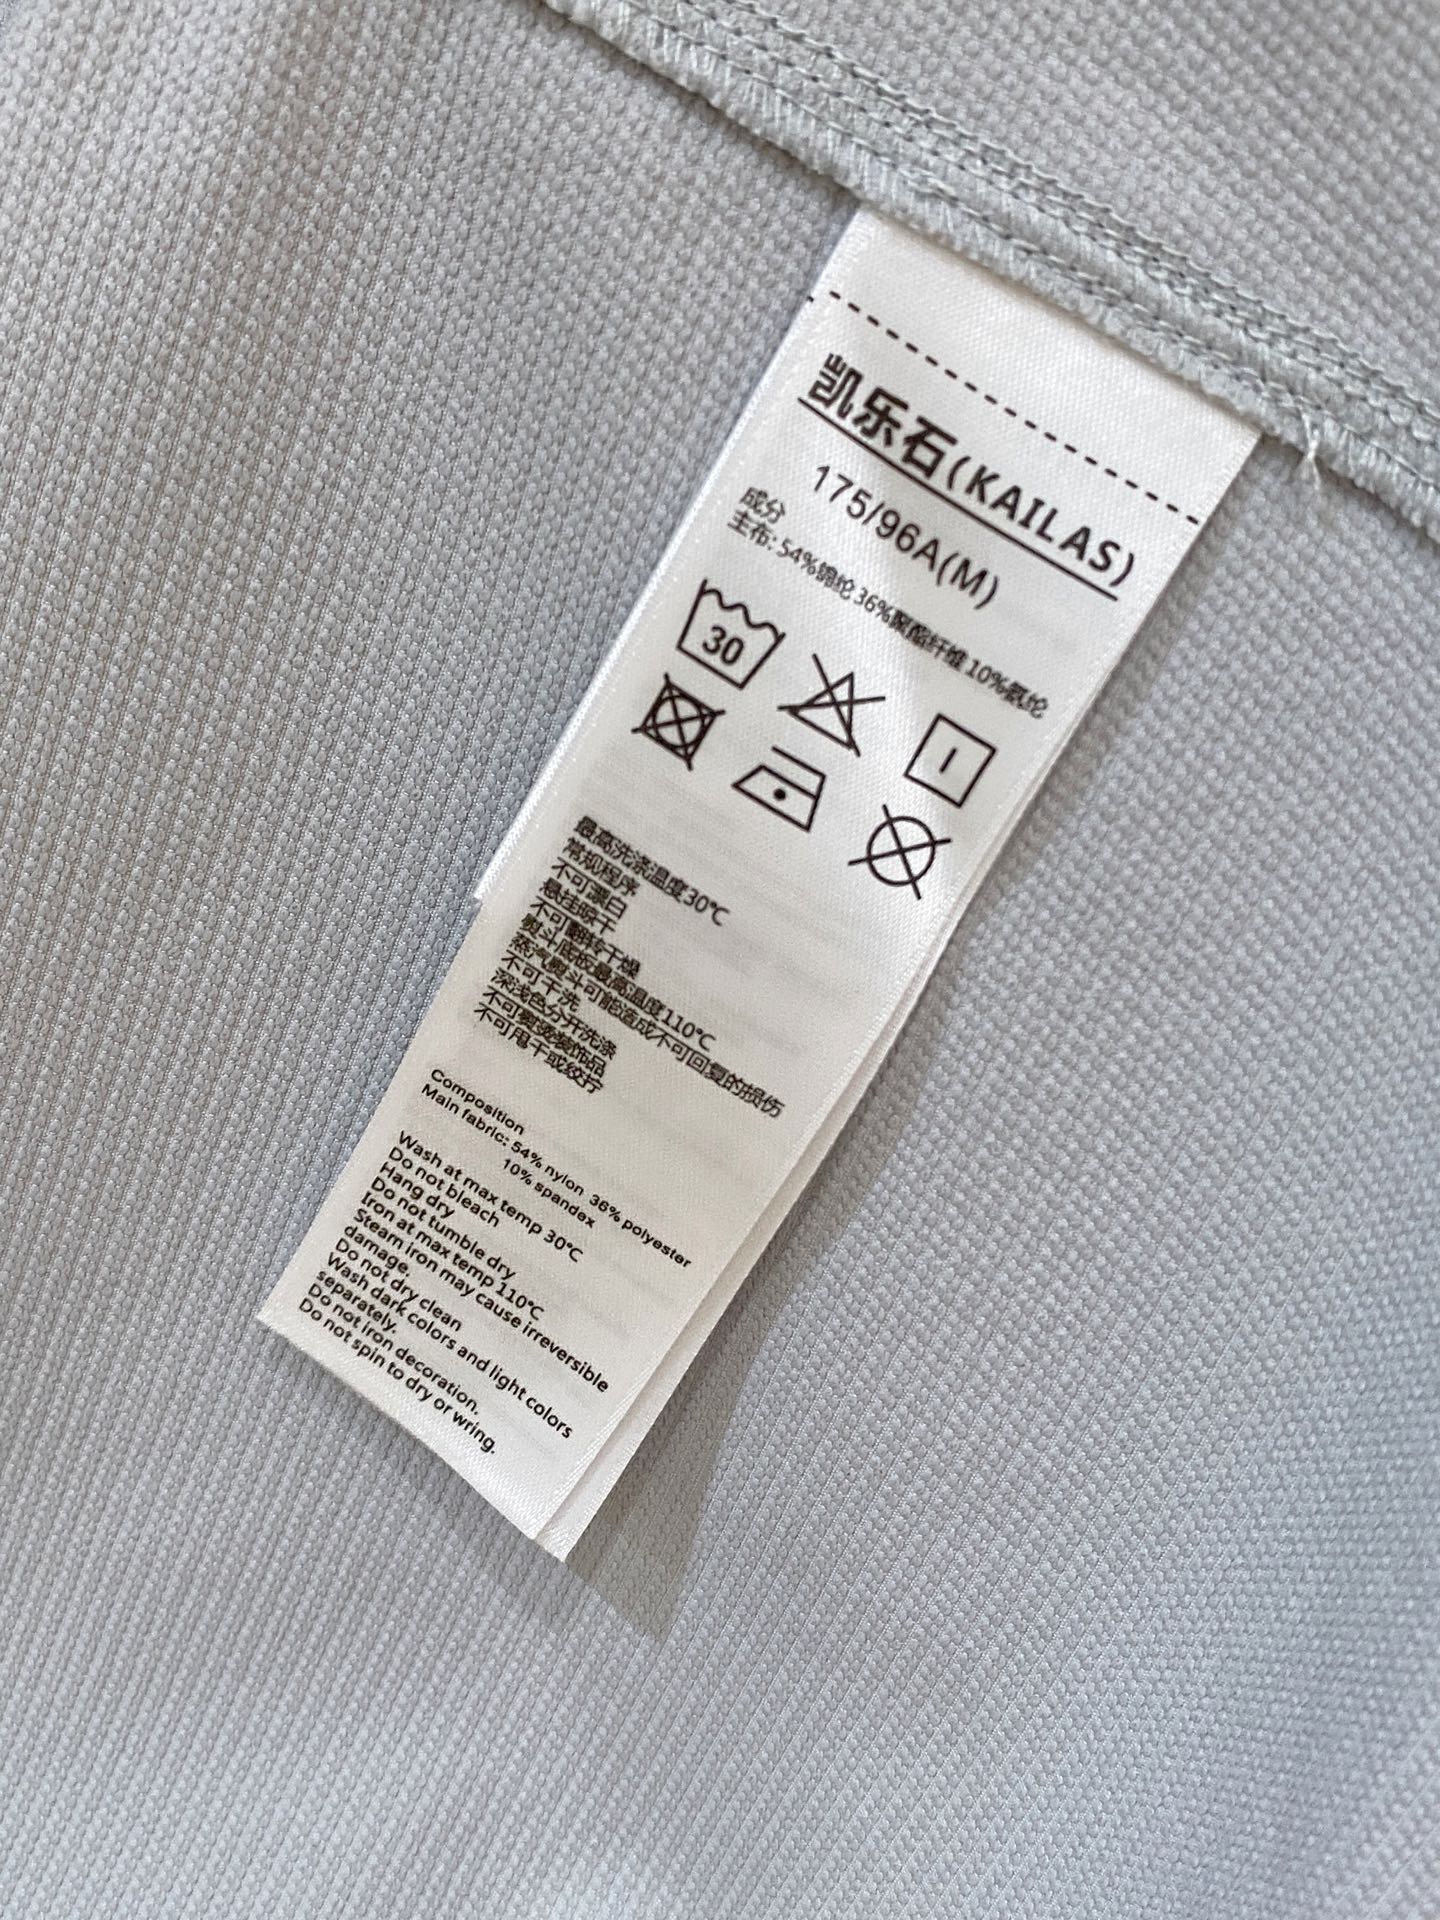 凯乐石(KAILAS)
175/96A(M)
成分
主布: 54%锦纶 36%聚酯纤维 10%氨纶
30
最高洗涤温度30℃
常规程序
不可漂白
悬挂晾干
不可翻转干燥
熨斗底板最高温度110℃
蒸汽熨斗可能造成不可回复的损伤
不可干洗
深浅色分开洗涤
不可熨烫装饰品
不可甩干或绞拧
Composition
Main fabric: 54% nylon 36% polyester
10% spandex
Wash at max temp 30℃
Do not bleach
Hang dry
Do not tumble dry
Iron at max temp 110℃
Steam iron may cause irreversible
damage.
Do not dry clean
Wash dark colors and light colors
separately.
Do not iron decoration.
Do not spin to dry or wring.